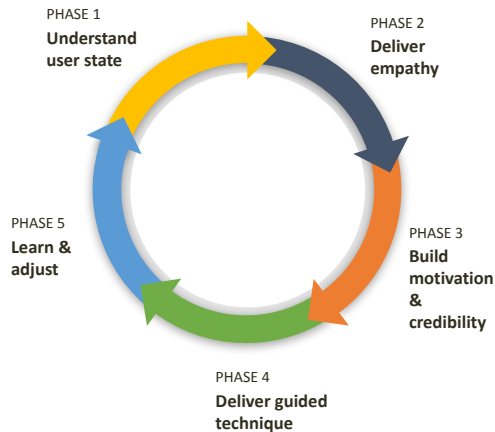 PHASE 1
Understand
user state
PHASE 2
Deliver
empathy
PHASE 3
Build
motivation
&
credibility
PHASE 4
Deliver guided
technique
PHASE 5
Learn &
adjust